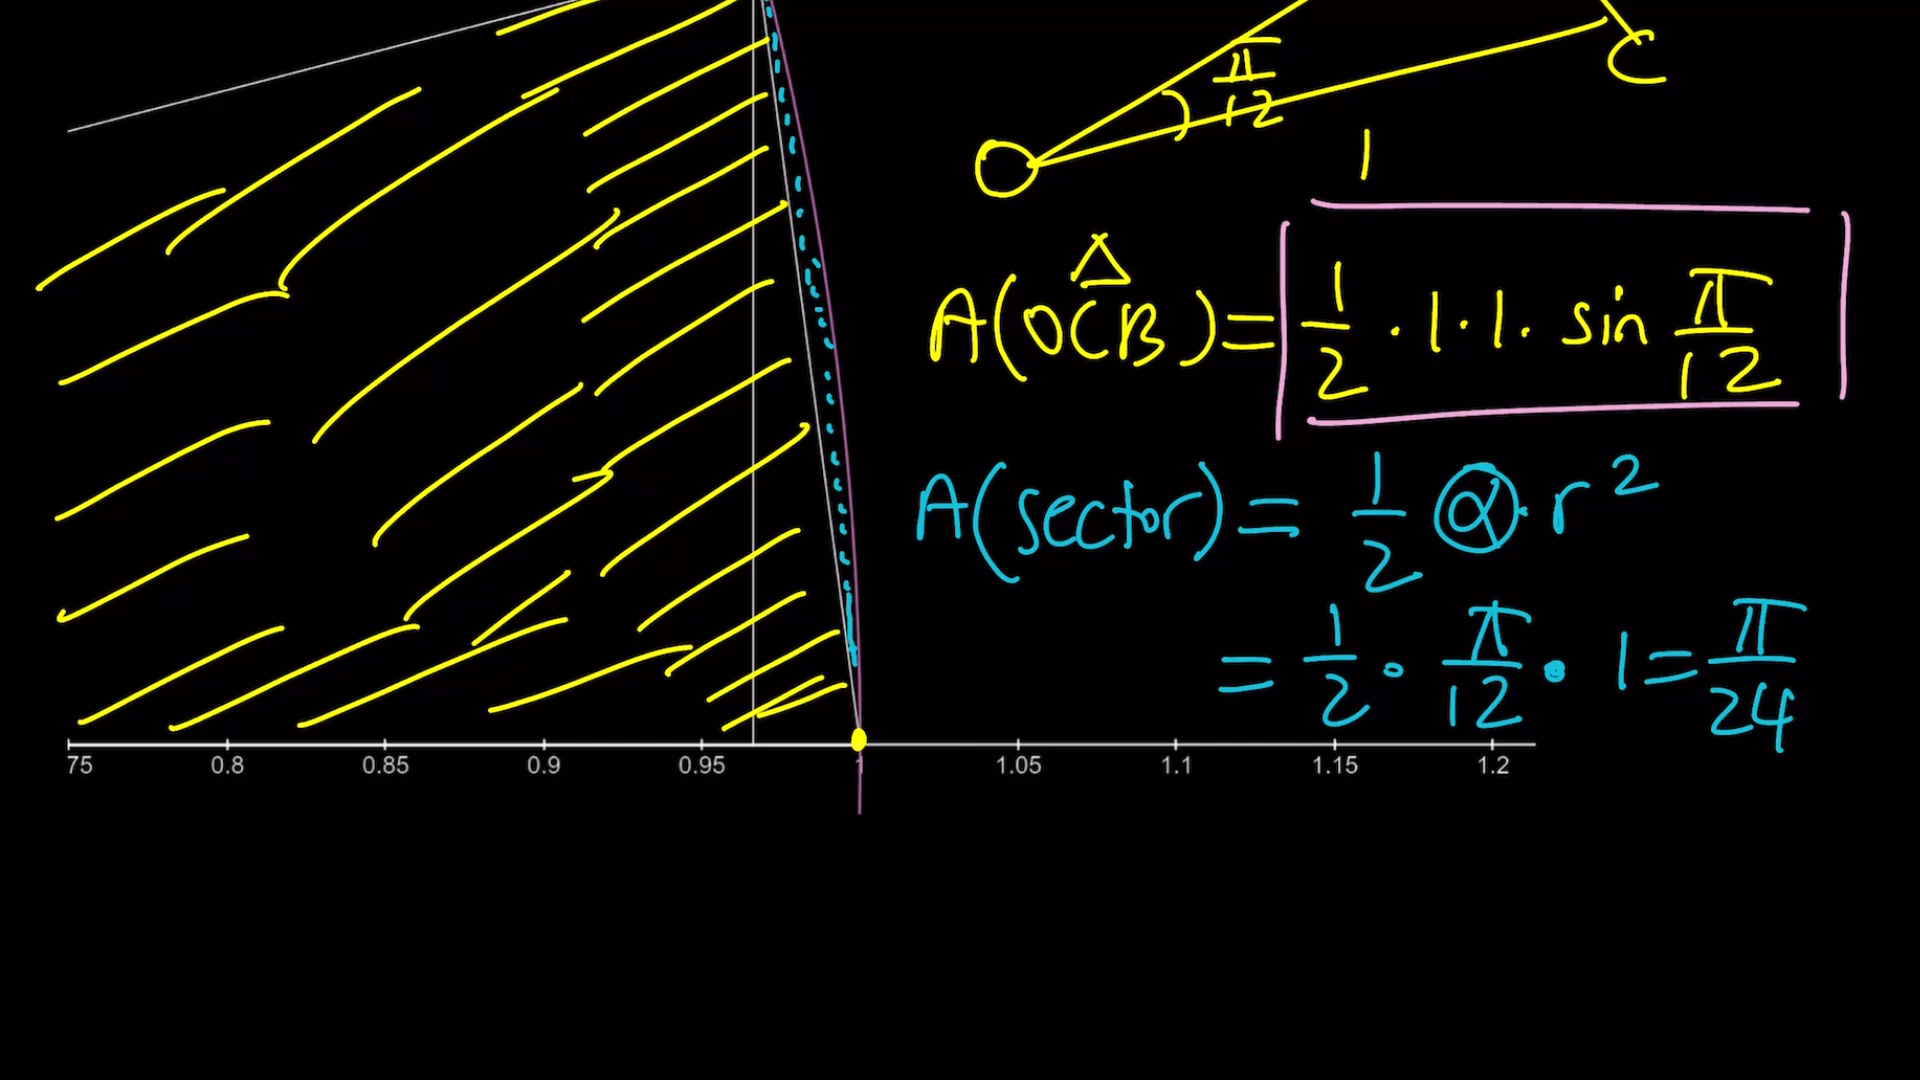 π/12
C
1
A(OC△B) = 1/2 · 1 · 1 · sin π/12
A(sector) = 1/2 α · r²
= 1/2 · π/12 · 1 = π/24
75 0.8 0.85 0.9 0.95 1 1.05 1.1 1.15 1.2